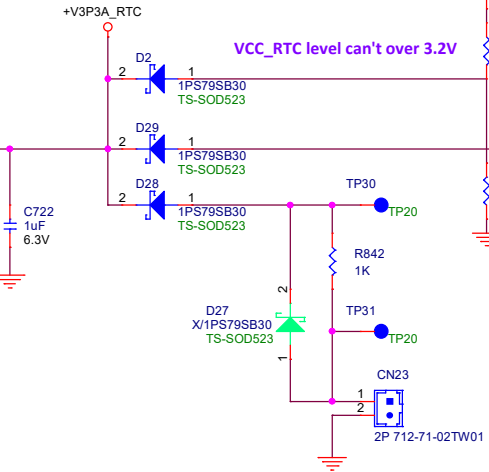 +V3P3A_RTC
VCC_RTC level can't over 3.2V
D2
2
1
1PS79SB30
TS-SOD523
D29
2
1
1PS79SB30
TS-SOD523
D28
2
1
1PS79SB30
TS-SOD523
C722
1uF
6.3V
TP30
TP20
R842
1K
2
D27
X/1PS79SB30
TS-SOD523
1
TP31
TP20
CN23
1
2
2P 712-71-02TW01